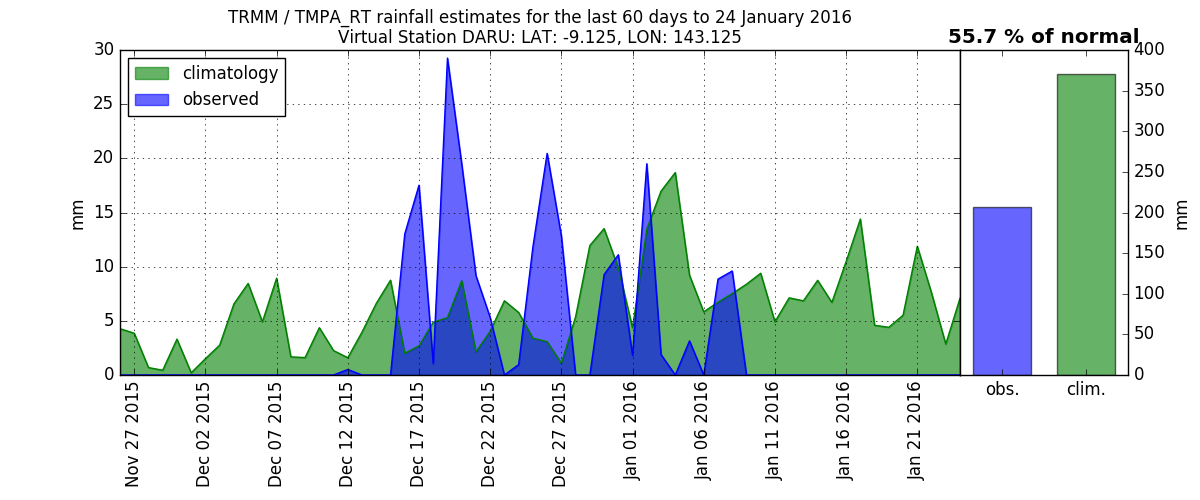 TRMM / TMPA_RT rainfall estimates for the last 60 days to 24 January 2016
Virtual Station DARU: LAT: -9.125, LON: 143.125
55.7 % of normal
climatology
observed
30
25
20
15
10
5
0
mm
400
350
300
250
200
150
100
50
0
mm
Nov 27 2015
Dec 02 2015
Dec 07 2015
Dec 12 2015
Dec 17 2015
Dec 22 2015
Dec 27 2015
Jan 01 2016
Jan 06 2016
Jan 11 2016
Jan 16 2016
Jan 21 2016
obs.
clim.